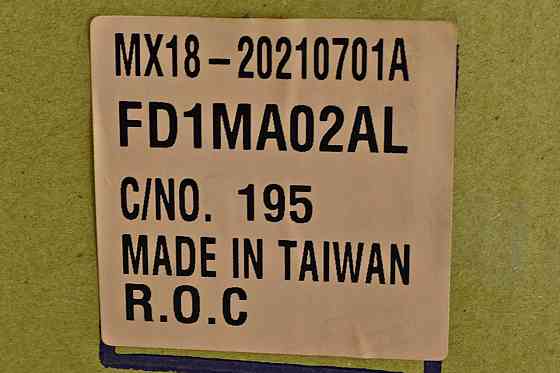 MX18-20210701A
FD1MA02AL
C/NO. 195
MADE IN TAIWAN
R.O.C